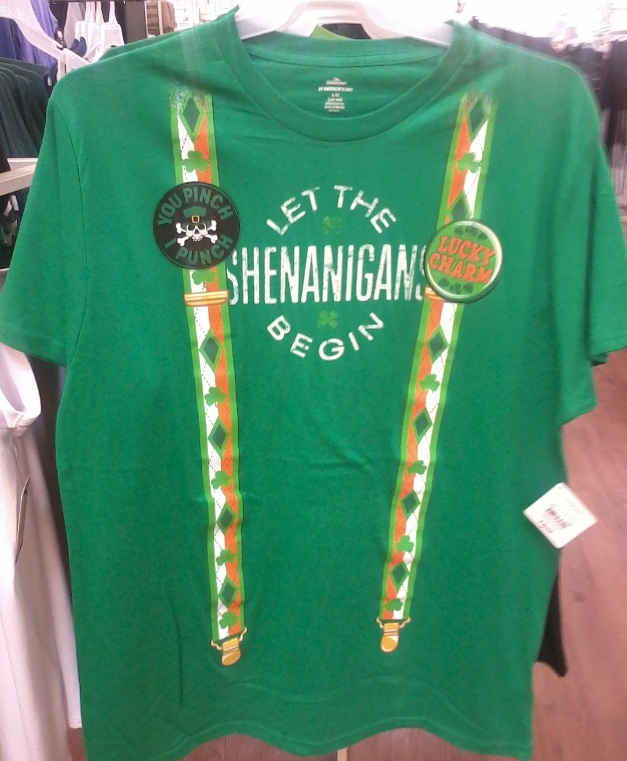 LET THE
SHENANIGANS
BEGIN
YOU PINCH
I PUNCH
LUCKY
CHARM